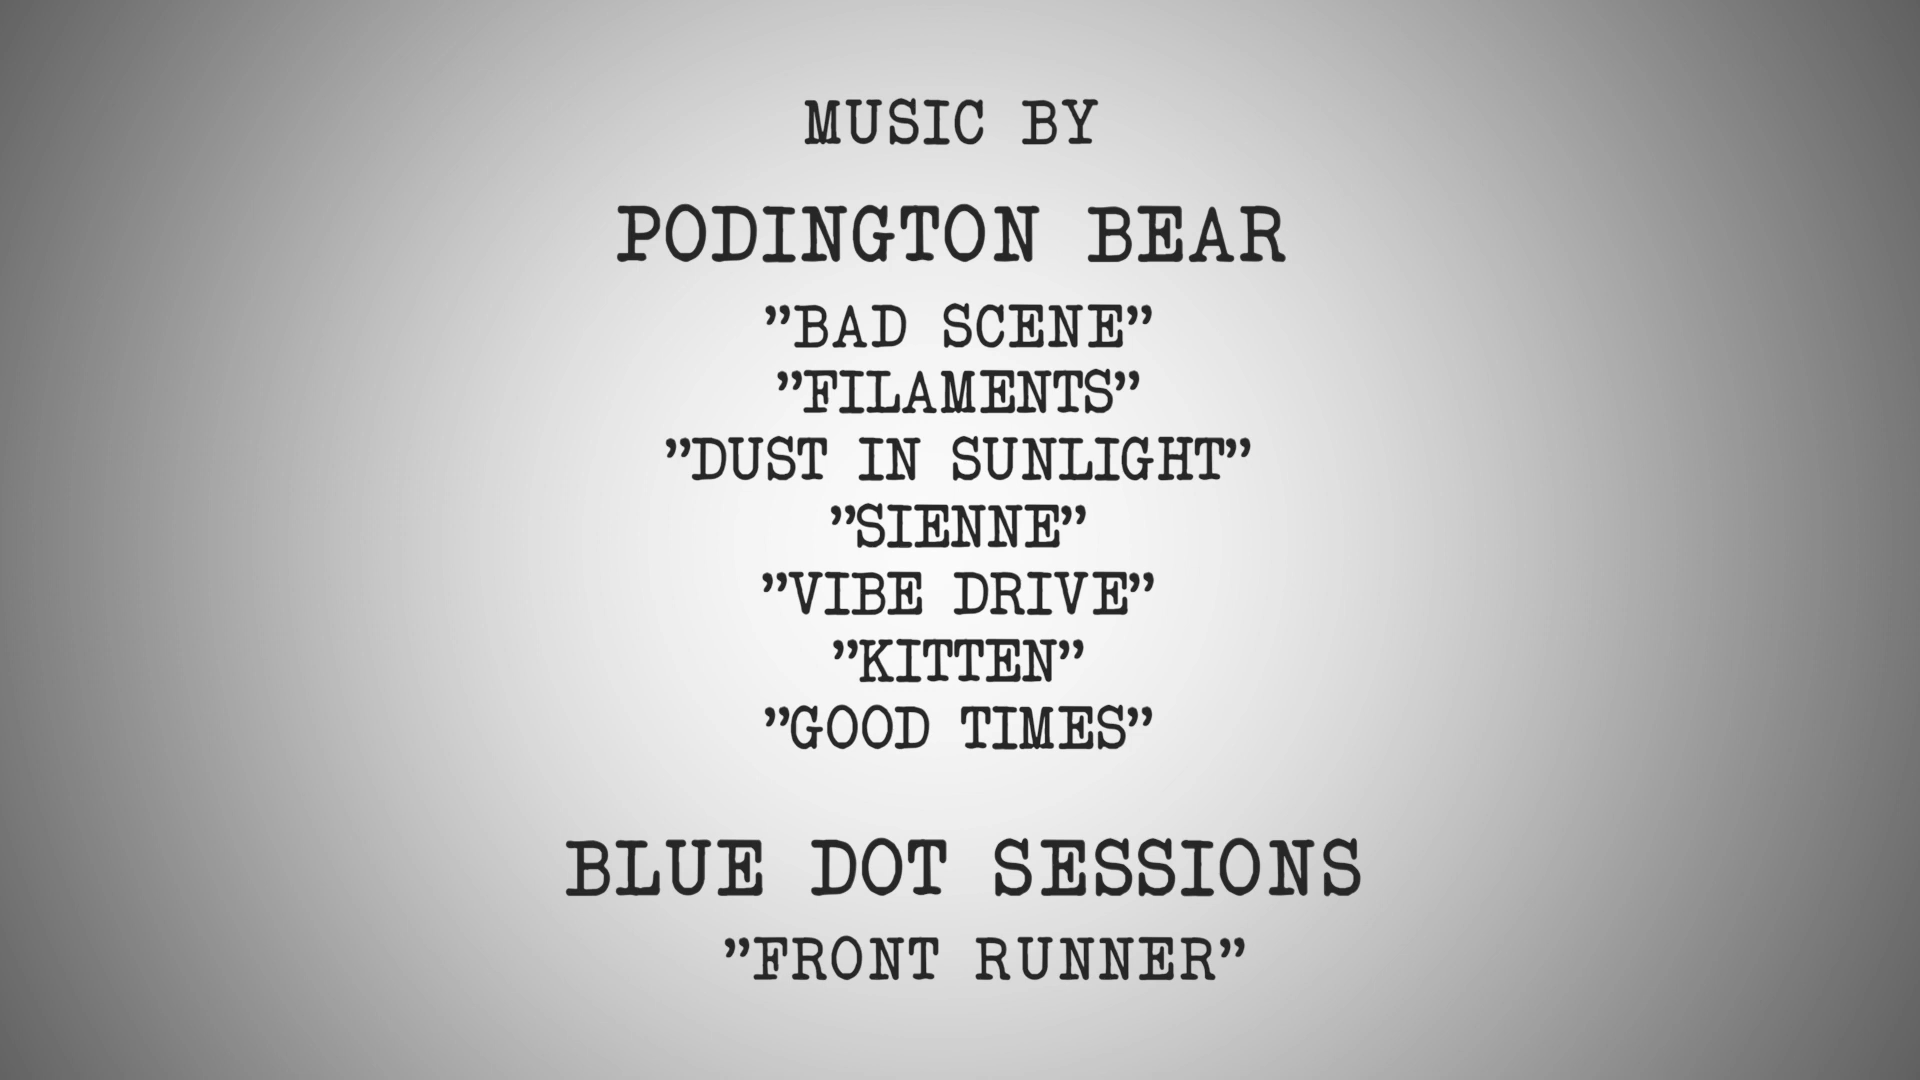 MUSIC BY
PODINGTON BEAR
”BAD SCENE”
”FILAMENTS”
”DUST IN SUNLIGHT”
”SIENNE”
”VIBE DRIVE”
”KITTEN”
”GOOD TIMES”
BLUE DOT SESSIONS
”FRONT RUNNER”